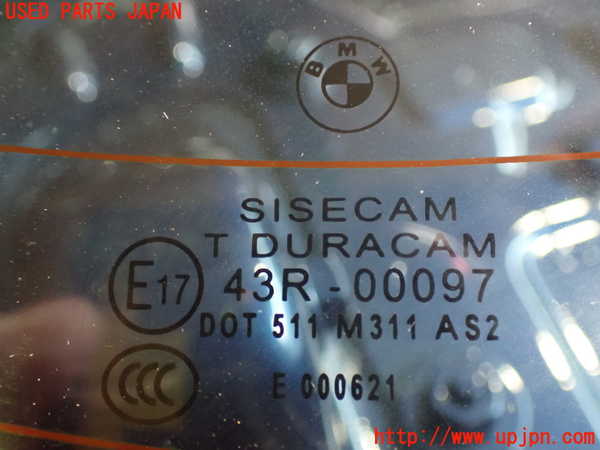 USED PARTS JAPAN
BMW
SISECAM
T DURACAM
E17
43R - 00097
DOT 511 M311 AS2
CCC
E 000621
http://www.upjpn.com